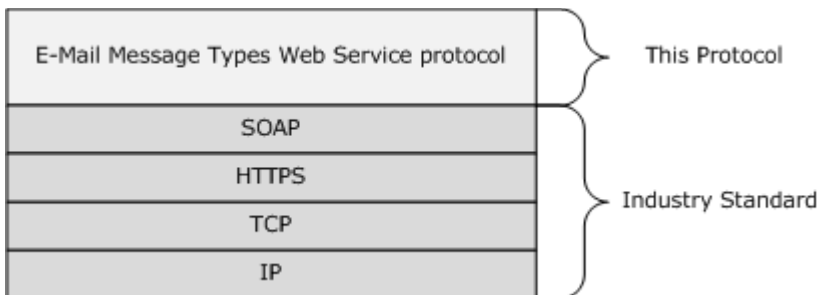 E-Mail Message Types Web Service protocol
This Protocol
SOAP
HTTPS
Industry Standard
TCP
IP